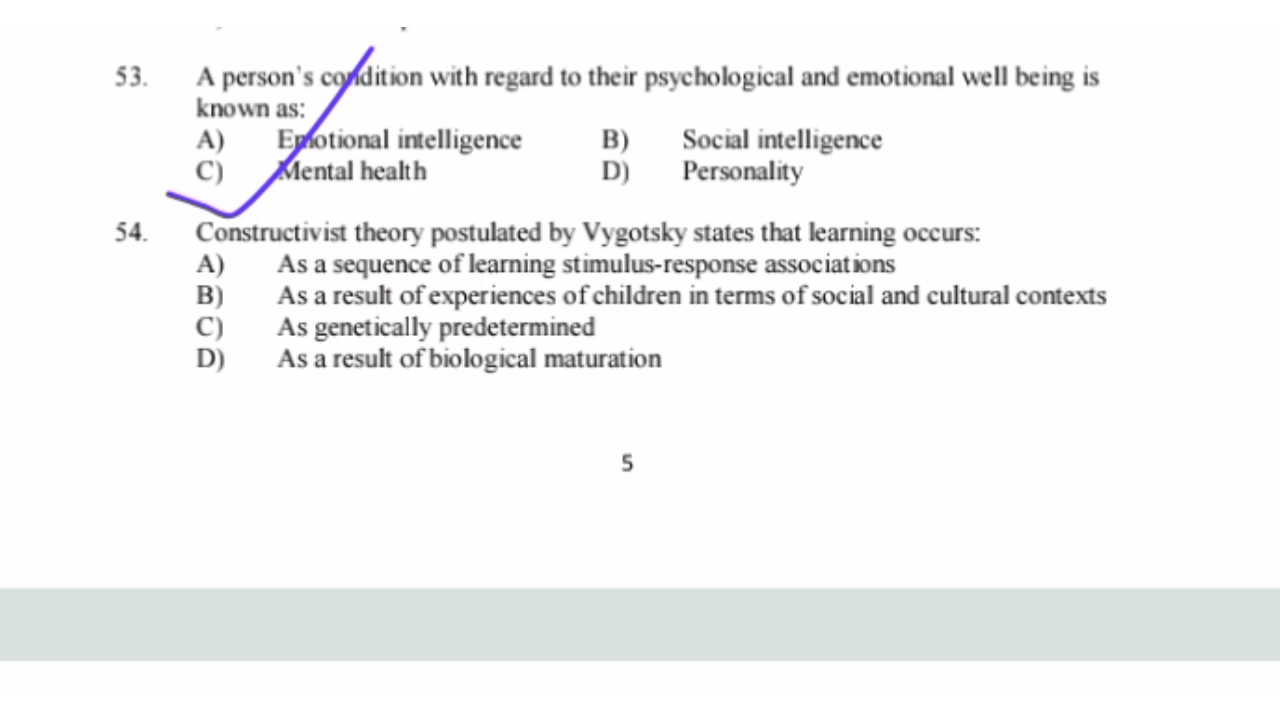 53. A person's condition with regard to their psychological and emotional well being is
known as:
A) Emotional intelligence B) Social intelligence
C) Mental health D) Personality
54. Constructivist theory postulated by Vygotsky states that learning occurs:
A) As a sequence of learning stimulus-response associations
B) As a result of experiences of children in terms of social and cultural contexts
C) As genetically predetermined
D) As a result of biological maturation
5